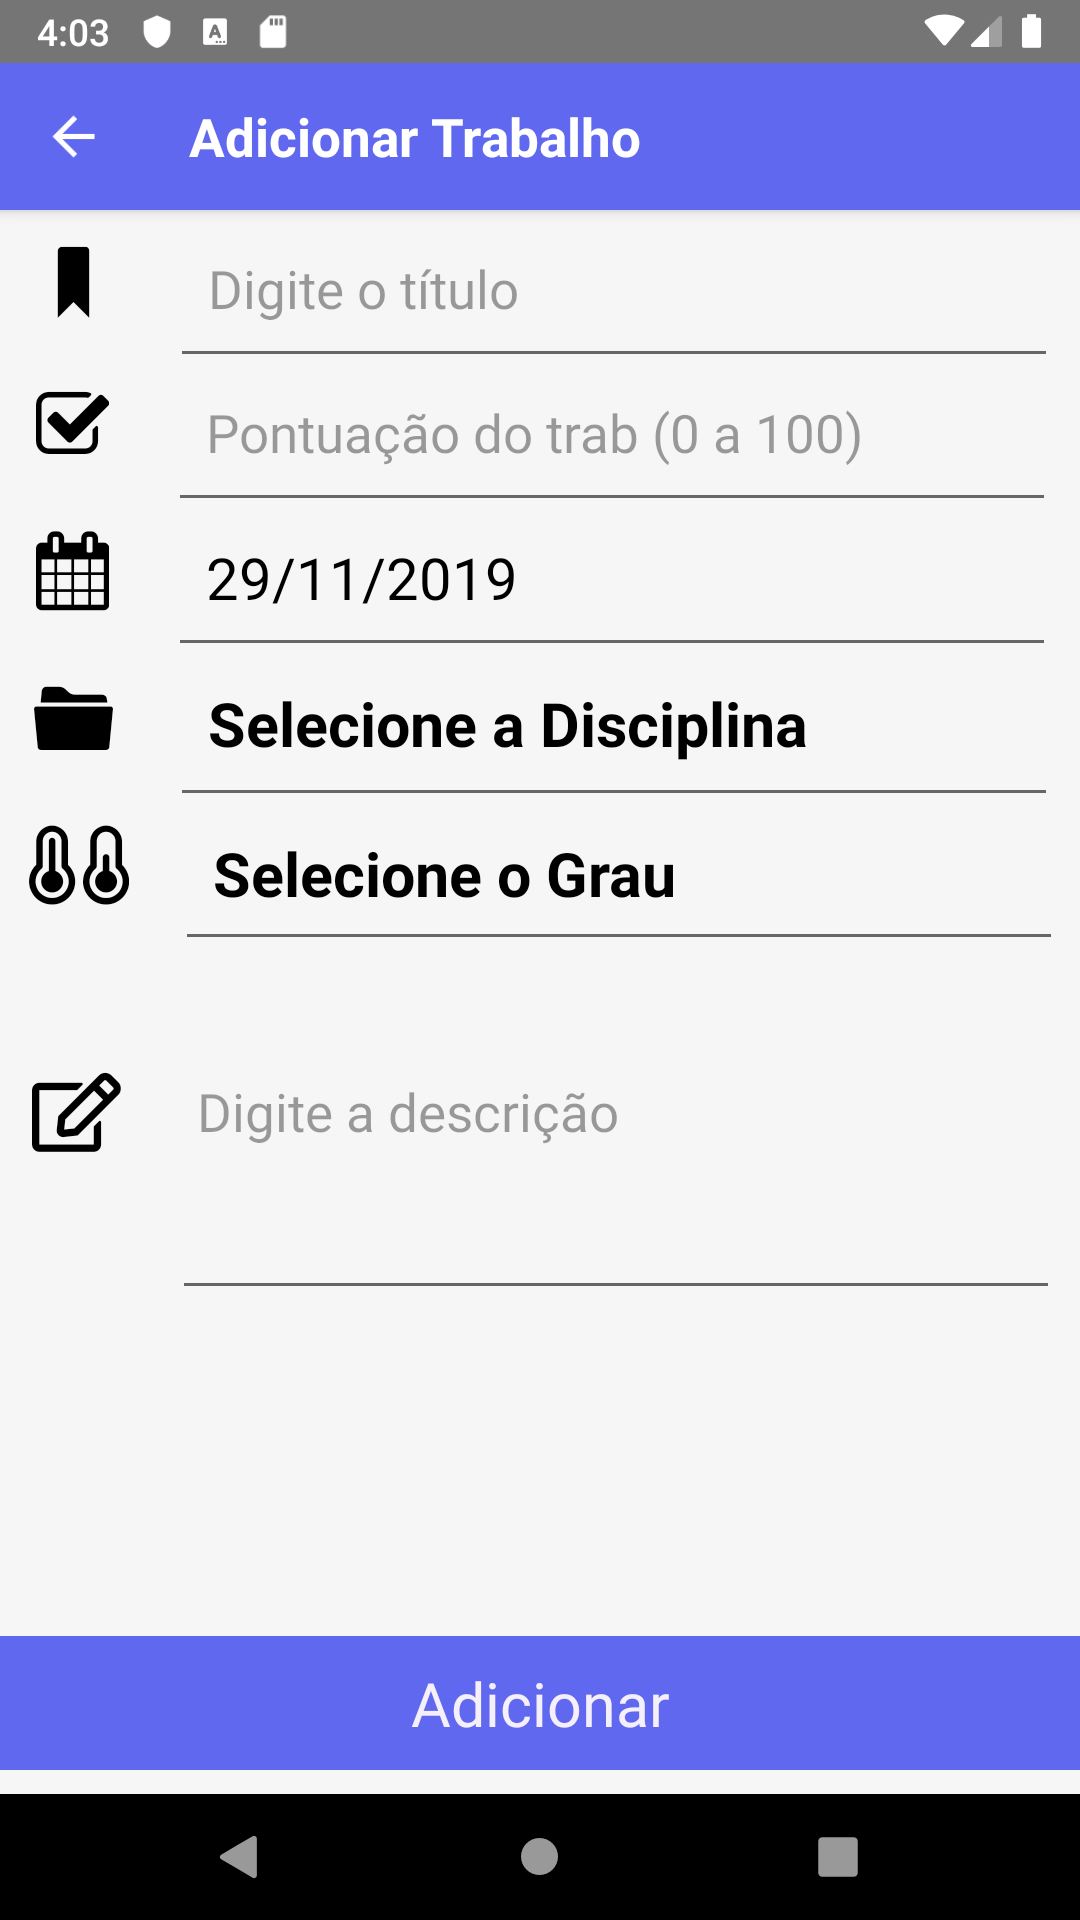 4:03
Adicionar Trabalho
Digite o título
Pontuação do trab (0 a 100)
29/11/2019
Selecione a Disciplina
Selecione o Grau
Digite a descrição
Adicionar